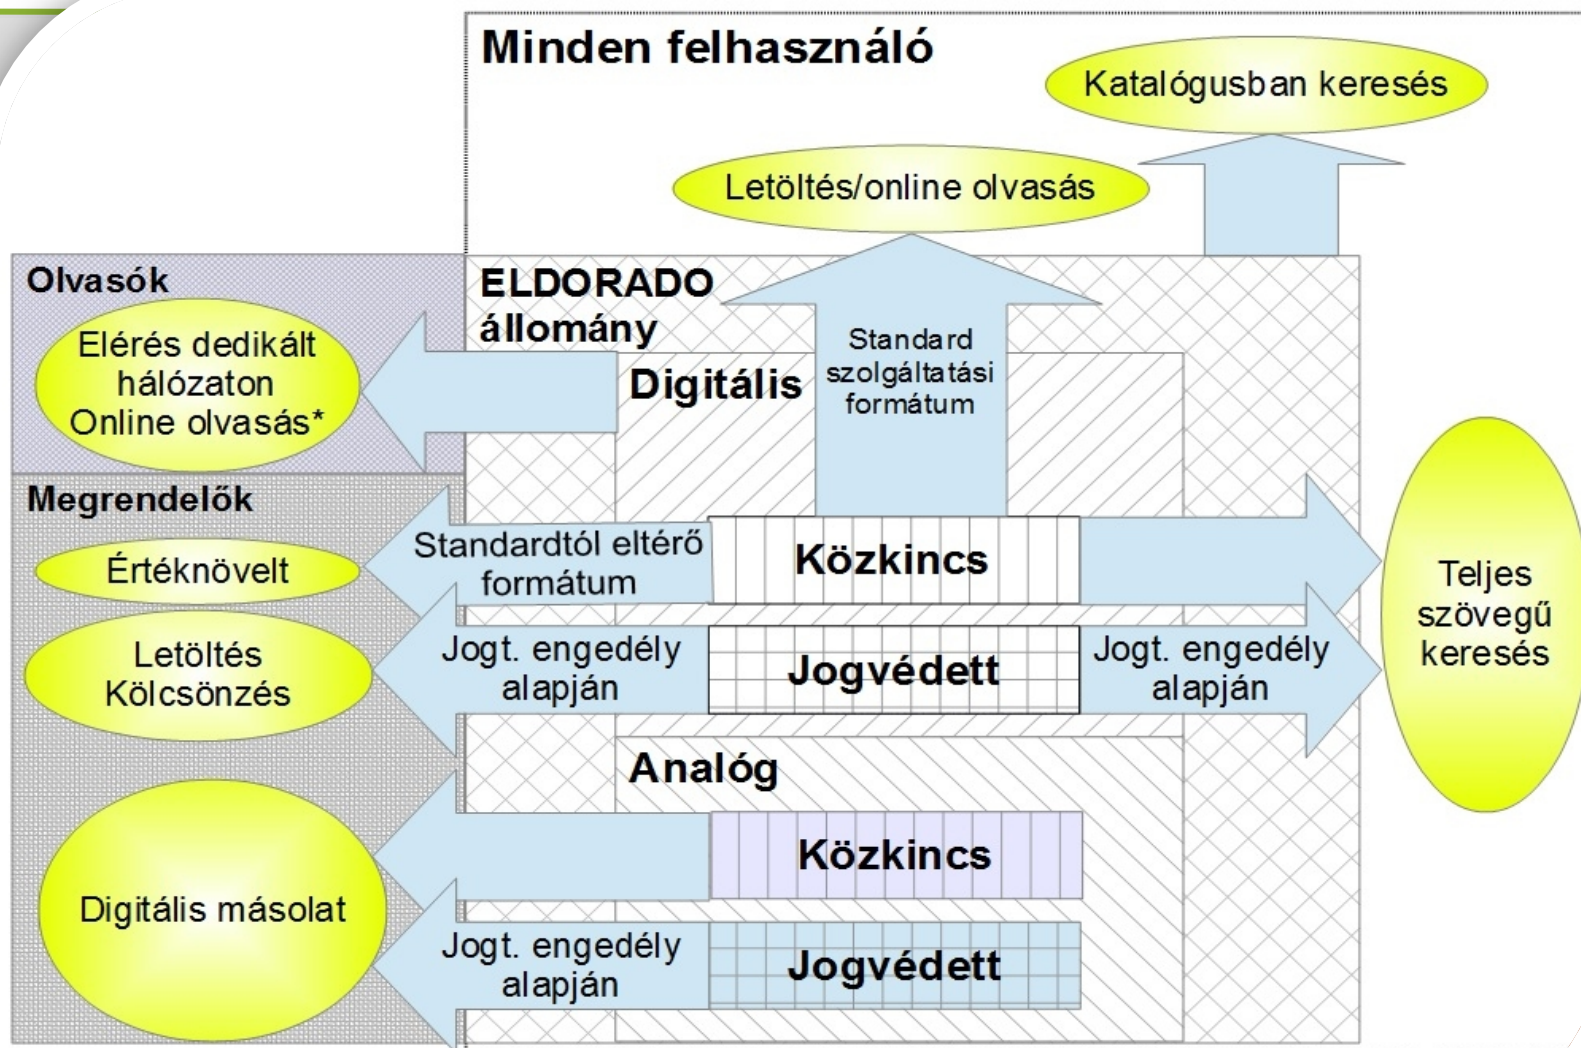 Minden felhasználó
Katalógusban keresés
Letöltés/online olvasás
Olvasók
Elérés dedikált
hálózaton
Online olvasás*
ELDORADO
állomány
Standard
szolgáltatási
formátum
Digitális
Megrendelők
Értéknövelt
Standardtól eltérő
formátum
Közkincs
Teljes
szövegű
keresés
Letöltés
Kölcsönzés
Jogt. engedély
alapján
Jogvédett
Jogt. engedély
alapján
Analóg
Közkincs
Digitális másolat
Jogt. engedély
alapján
Jogvédett